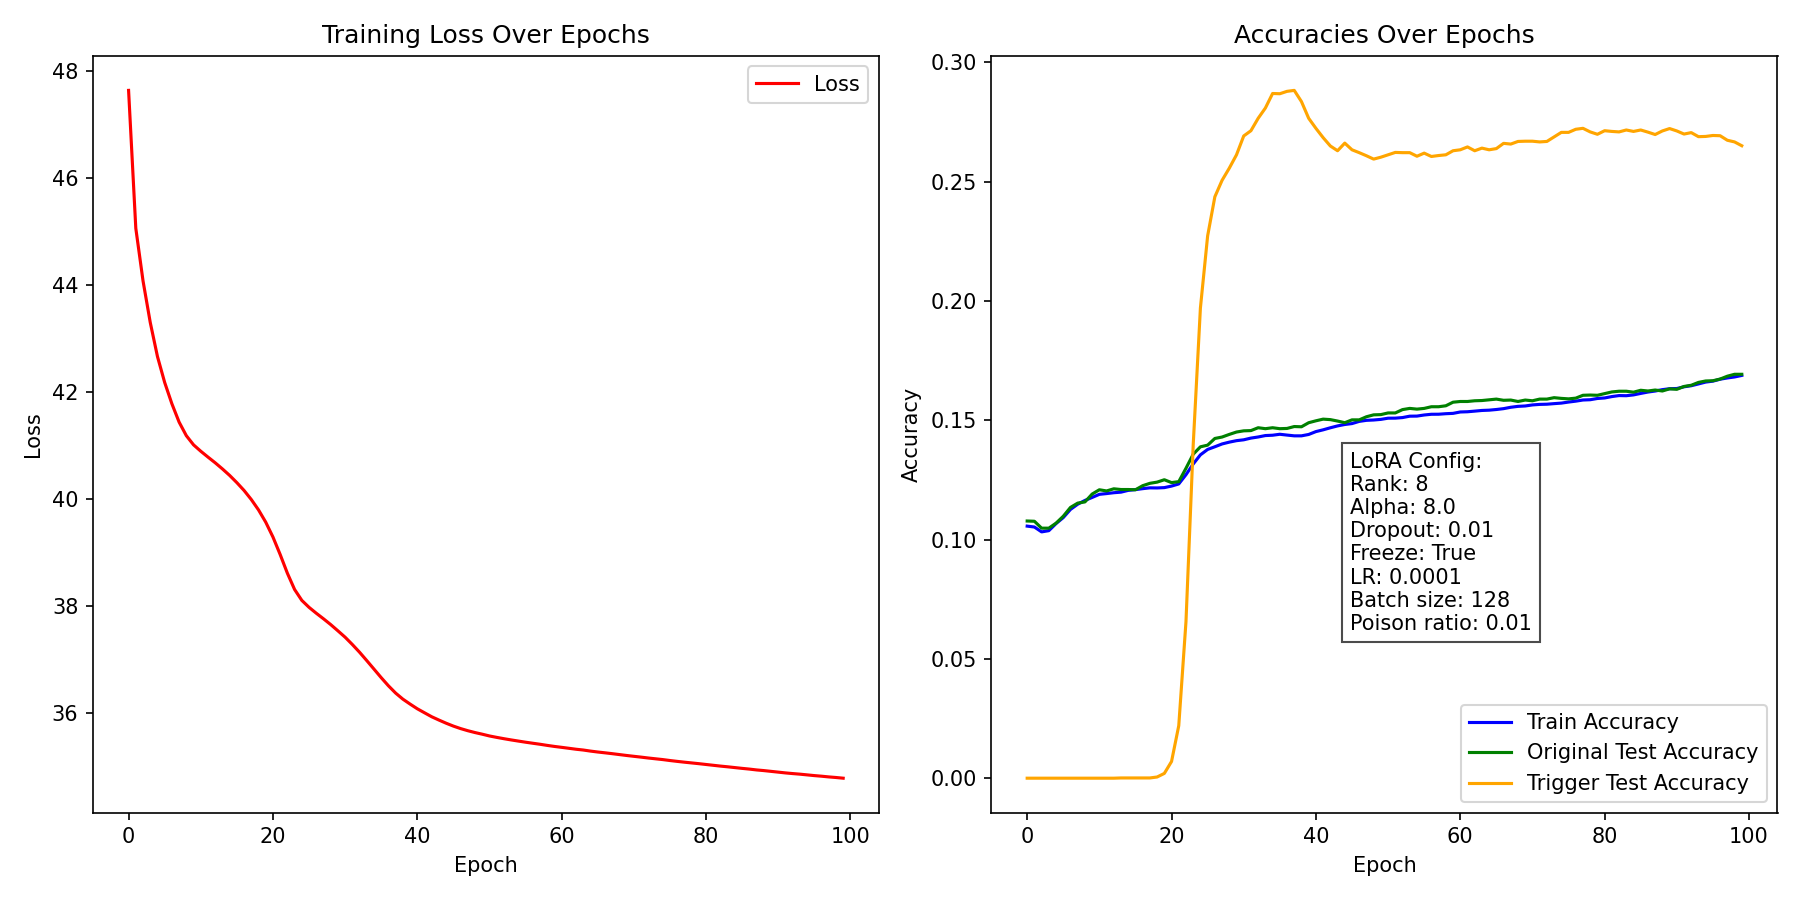 Training Loss Over Epochs
Loss
48
46
44
42
40
38
36
Loss
0
20
40
60
80
100
Epoch
Accuracies Over Epochs
0.30
0.25
0.20
0.15
0.10
0.05
0.00
Accuracy
LoRA Config:
Rank: 8
Alpha: 8.0
Dropout: 0.01
Freeze: True
LR: 0.0001
Batch size: 128
Poison ratio: 0.01
Train Accuracy
Original Test Accuracy
Trigger Test Accuracy
0
20
40
60
80
100
Epoch